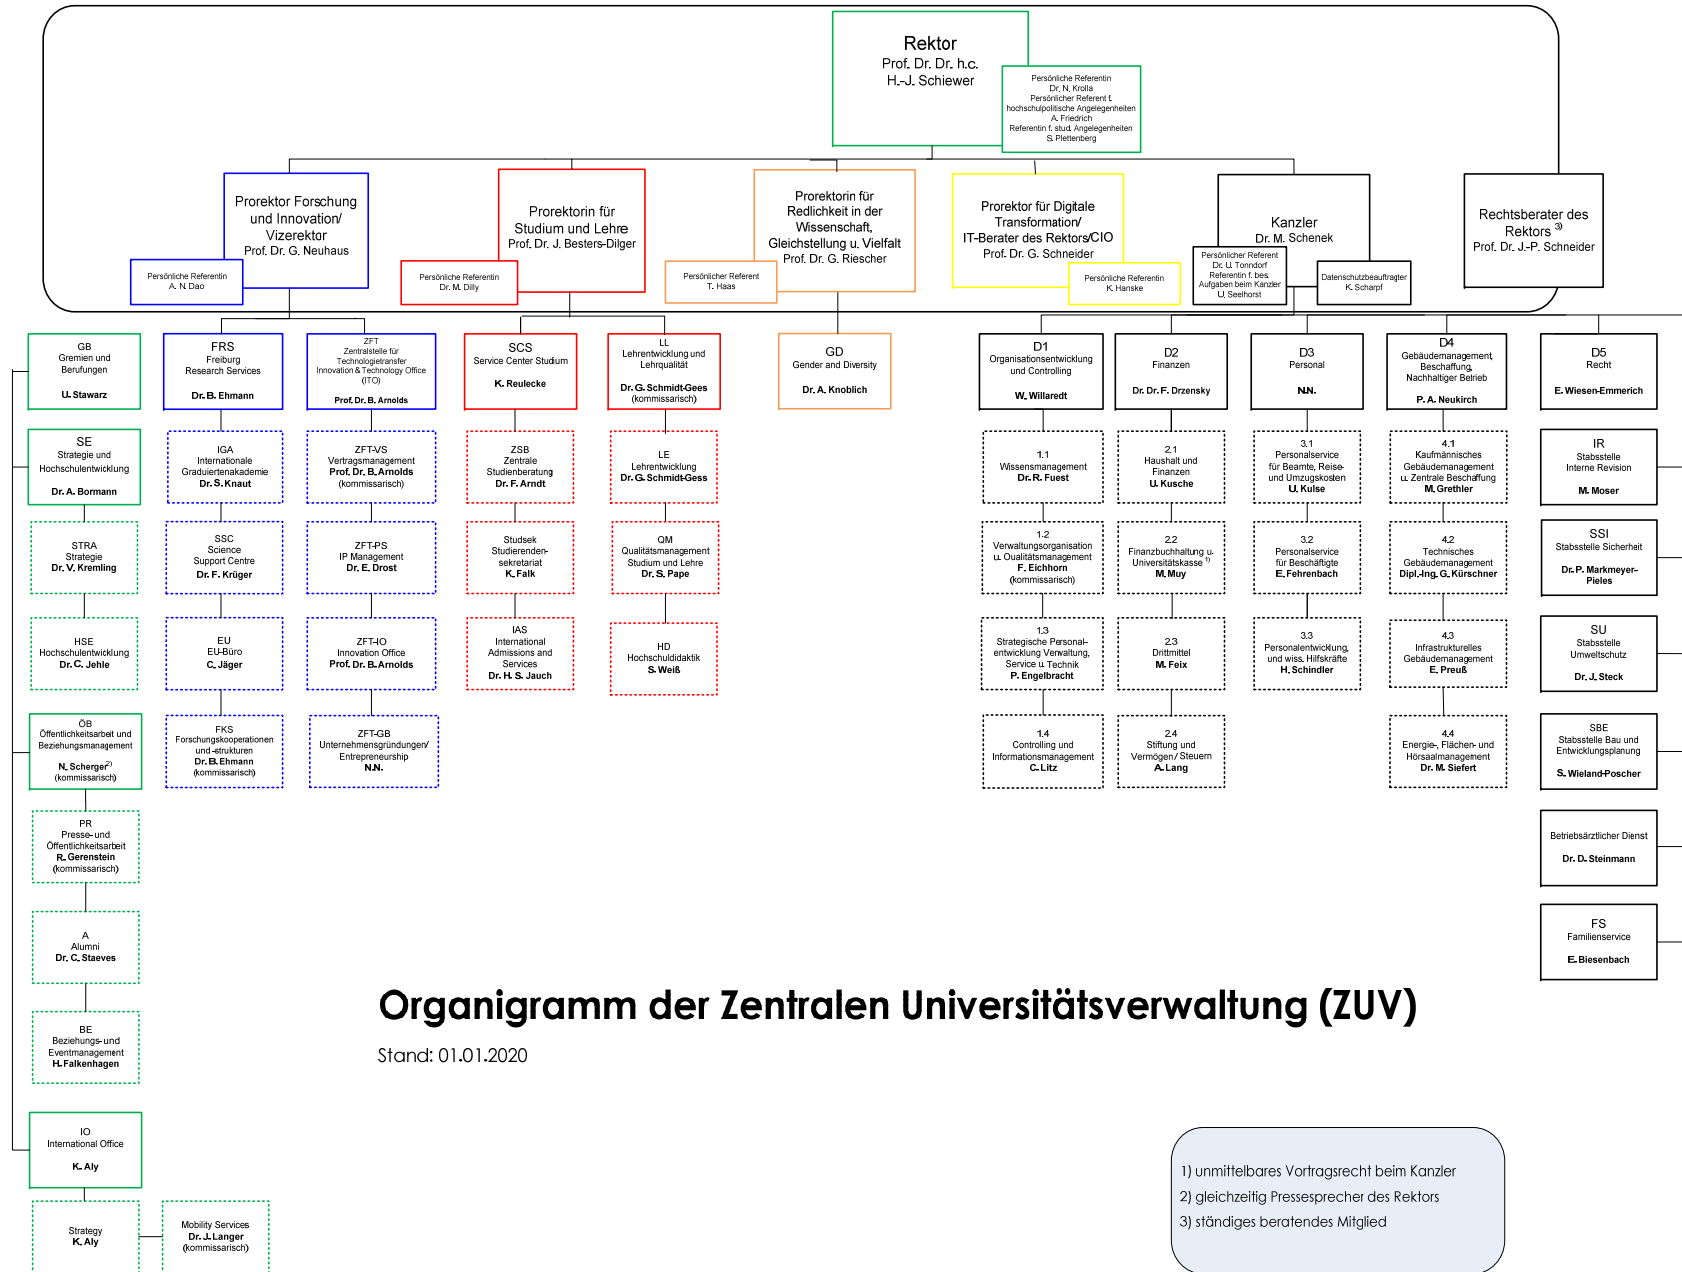 Rektor
Prof. Dr. Dr. h.c.
H.-J. Schiewer
Persönliche Referentin
Dr. N. Krolla
Persönlicher Referent f.
hochschulpolitische Angelegenheiten
A. Friedrich
Referentin f. stud. Angelegenheiten
S. Plettenberg
Prorektor Forschung
und Innovation/
Vizerektor
Prof. Dr. G. Neuhaus
Persönliche Referentin
A. N. Dao
Prorektorin für
Studium und Lehre
Prof. Dr. J. Besters-Dilger
Persönliche Referentin
Dr. M. Dilly
Prorektorin für
Redlichkeit in der
Wissenschaft,
Gleichstellung u. Vielfalt
Prof. Dr. G. Riescher
Persönlicher Referent
T. Haas
Prorektor für Digitale
Transformation/
IT-Berater des Rektors/CIO
Prof. Dr. G. Schneider
Persönliche Referentin
K. Hanske
Kanzler
Dr. M. Schenek
Persönlicher Referent
Dr. U. Tonndorf
Referentin f. bes.
Aufgaben beim Kanzler
U. Seelhorst
Datenschutzbeauftragter
K. Scharpf
Rechtsberater des
Rektors 3)
Prof. Dr. J.-P. Schneider
GB
Gremien und
Berufungen
U. Stawarz
SE
Strategie und
Hochschulentwicklung
Dr. A. Bormann
STRA
Strategie
Dr. V. Kremling
HSE
Hochschulentwicklung
Dr. C. Jehle
ÖB
Öffentlichkeitsarbeit und
Beziehungsmanagement
N. Scherger2)
(kommissarisch)
PR
Presse- und
Öffentlichkeitsarbeit
R. Gerenstein
(kommissarisch)
A
Alumni
Dr. C. Staeves
BE
Beziehungs- und
Eventmanagement
H. Falkenhagen
IO
International Office
K. Aly
Strategy
K. Aly
Mobility Services
Dr. J. Langer
(kommissarisch)
FRS
Freiburg
Research Services
Dr. B. Ehmann
IGA
Internationale
Graduiertenakademie
Dr. S. Knaut
SSC
Science
Support Centre
Dr. F. Krüger
EU
EU-Büro
C. Jäger
FKS
Forschungskooperationen
und -strukturen
Dr. B. Ehmann
(kommissarisch)
ZFT
Zentralstelle für
Technologietransfer
Innovation & Technology Office
(ITO)
Prof. Dr. B. Arnolds
ZFT-VS
Vertragsmanagement
Prof. Dr. B. Arnolds
(kommissarisch)
ZFT-PS
IP Management
Dr. E. Drost
ZFT-IO
Innovation Office
Prof. Dr. B. Arnolds
ZFT-GB
Unternehmensgründungen/
Entrepreneurship
N.N.
SCS
Service Center Studium
K. Reulecke
ZSB
Zentrale
Studienberatung
Dr. F. Arndt
Studsek
Studierenden-
sekretariat
K. Falk
IAS
International
Admissions and
Services
Dr. H. S. Jauch
LL
Lehrentwicklung und
Lehrqualität
Dr. G. Schmidt-Gees
(kommissarisch)
LE
Lehrentwicklung
Dr. G. Schmidt-Gess
QM
Qualitätsmanagement
Studium und Lehre
Dr. S. Pape
HD
Hochschuldidaktik
S. Weiß
GD
Gender and Diversity
Dr. A. Knoblich
D1
Organisationsentwicklung
und Controlling
W. Willaredt
1.1
Wissensmanagement
Dr. R. Fuest
1.2
Verwaltungsorganisation
u. Qualitätsmanagement
F. Eichhorn
(kommissarisch)
1.3
Strategische Personal-
entwicklung Verwaltung,
Service u. Technik
P. Engelbracht
1.4
Controlling und
Informationsmanagement
C. Litz
D2
Finanzen
Dr. Dr. F. Drzensky
2.1
Haushalt und
Finanzen
U. Kusche
2.2
Finanzbuchhaltung u.
Universitätskasse 1)
M. Muy
2.3
Drittmittel
M. Feix
2.4
Stiftung und
Vermögen/ Steuern
A. Lang
D3
Personal
N.N.
3.1
Personalservice
für Beamte, Reise-
und Umzugskosten
U. Kulse
3.2
Personalservice
für Beschäftigte
E. Fehrenbach
3.3
Personalentwicklung,
und wiss. Hilfskräfte
H. Schindler
D4
Gebäudemanagement,
Beschaffung,
Nachhaltiger Betrieb
P. A. Neukirch
4.1
Kaufmännisches
Gebäudemanagement
u. Zentrale Beschaffung
M. Grethler
4.2
Technisches
Gebäudemanagement
Dipl.-Ing. G. Kürschner
4.3
Infrastrukturelles
Gebäudemanagement
E. Preuß
4.4
Energie-, Flächen- und
Hörsaalmanagement
Dr. M. Siefert
D5
Recht
E. Wiesen-Emmerich
IR
Stabsstelle
Interne Revision
M. Moser
SSI
Stabsstelle Sicherheit
Dr. P. Markmeyer-
Pieles
SU
Stabsstelle
Umweltschutz
Dr. J. Steck
SBE
Stabsstelle Bau und
Entwicklungsplanung
S. Wieland-Poscher
Betriebsärztlicher Dienst
Dr. D. Steinmann
FS
Familienservice
E. Biesenbach
Organigramm der Zentralen Universitätsverwaltung (ZUV)
Stand: 01.01.2020
1) unmittelbares Vortragsrecht beim Kanzler
2) gleichzeitig Pressesprecher des Rektors
3) ständiges beratendes Mitglied